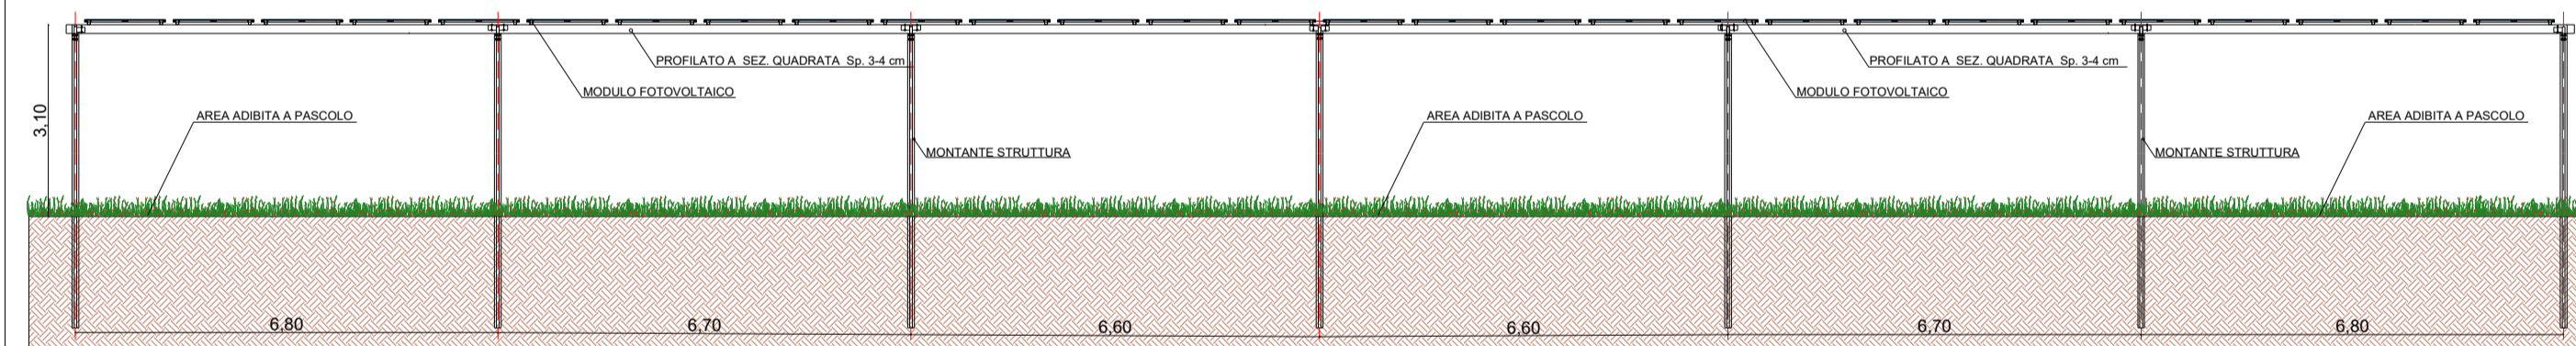 PROFILATO A SEZ. QUADRATA Sp. 3-4 cm
PROFILATO A SEZ. QUADRATA Sp. 3-4 cm
MODULO FOTOVOLTAICO
MODULO FOTOVOLTAICO
3,10
AREA ADIBITA A PASCOLO
AREA ADIBITA A PASCOLO
AREA ADIBITA A PASCOLO
MONTANTE STRUTTURA
MONTANTE STRUTTURA
6,80
6,70
6,60
6,60
6,70
6,80